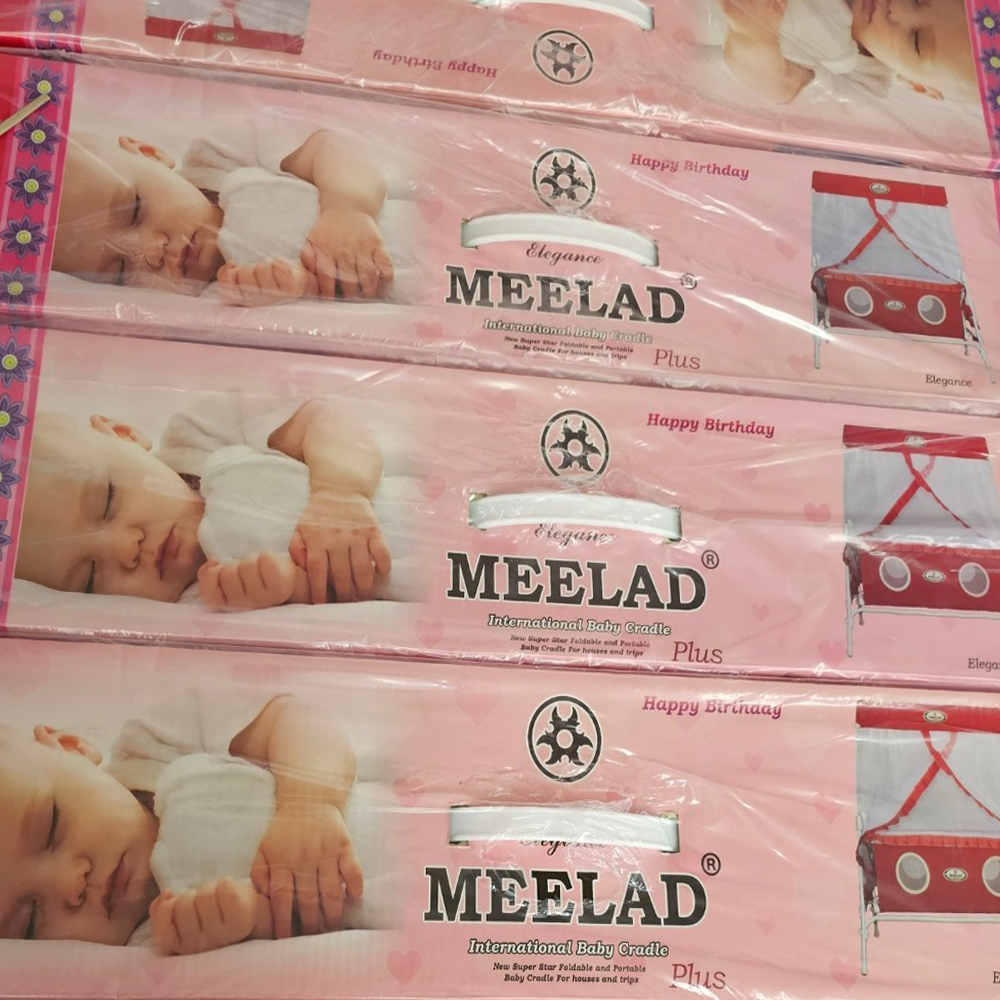 Happy Birthday
Happy Birthday
Elegance
MEELAD®
International Baby Cradle
New Super Star Foldable and Portable
Baby Cradle For houses and trips
Plus
Elegance
Happy Birthday
Elegance
MEELAD®
International Baby Cradle
New Super Star Foldable and Portable
Baby Cradle For houses and trips
Plus
Happy Birthday
MEELAD®
International Baby Cradle
New Super Star Foldable and Portable
Baby Cradle For houses and trips
Plus